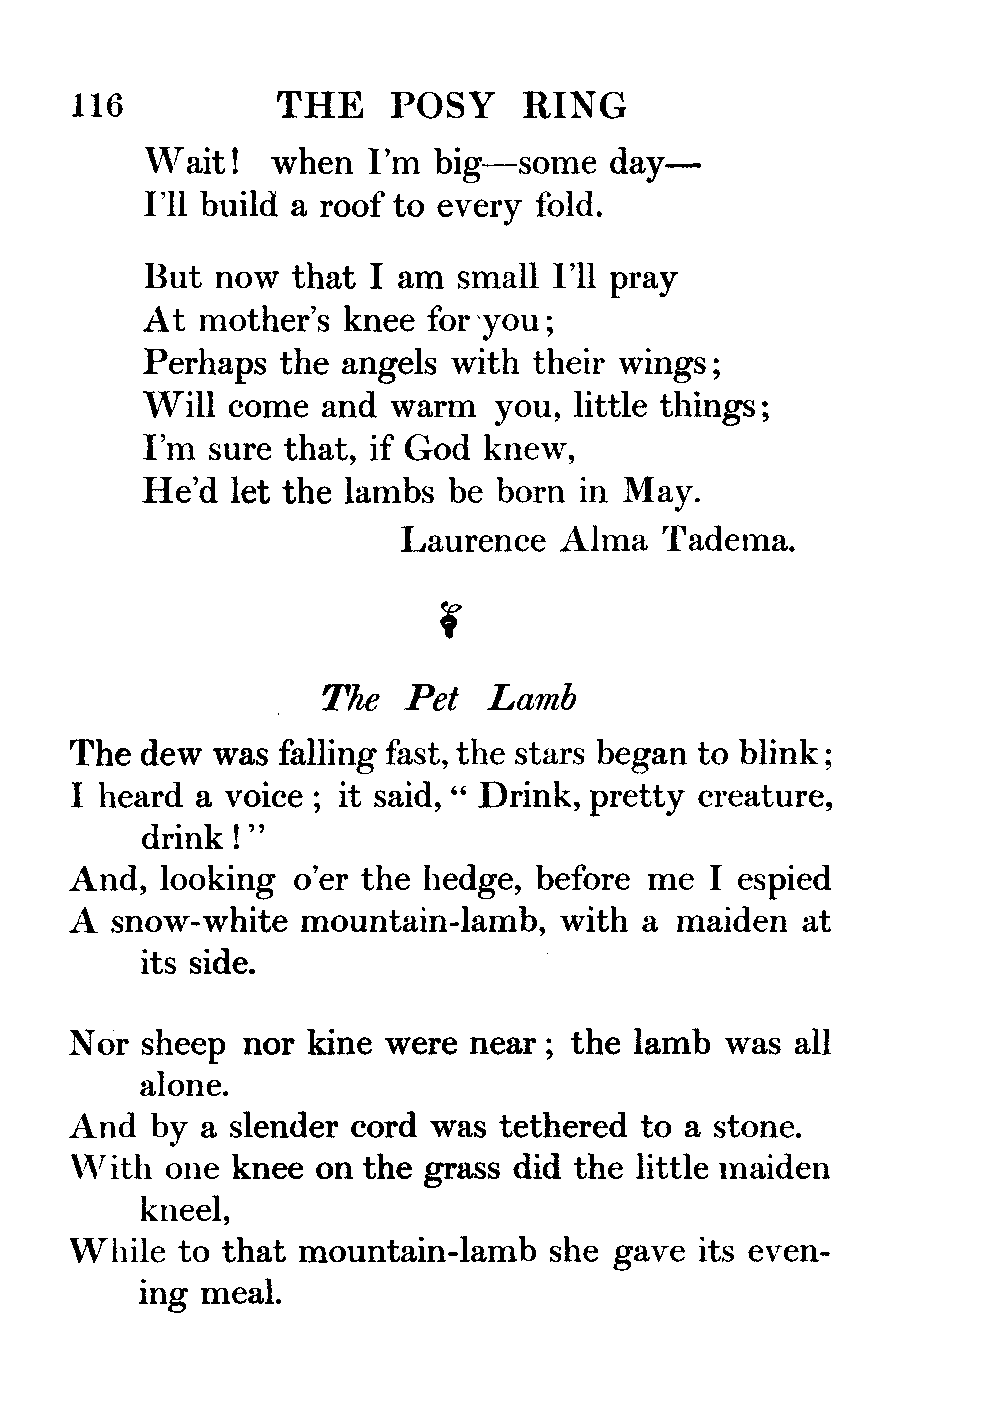 116 THE POSY RING
Wait! when I'm big—some day—
I'll build a roof to every fold.
But now that I am small I'll pray
At mother's knee for you;
Perhaps the angels with their wings;
Will come and warm you, little things;
I'm sure that, if God knew,
He'd let the lambs be born in May.
Laurence Alma Tadema.
The Pet Lamb
The dew was falling fast, the stars began to blink;
I heard a voice; it said, "Drink, pretty creature,
drink!"
And, looking o'er the hedge, before me I espied
A snow-white mountain-lamb, with a maiden at
its side.
Nor sheep nor kine were near; the lamb was all
alone.
And by a slender cord was tethered to a stone.
With one knee on the grass did the little maiden
kneel,
While to that mountain-lamb she gave its even-
ing meal.